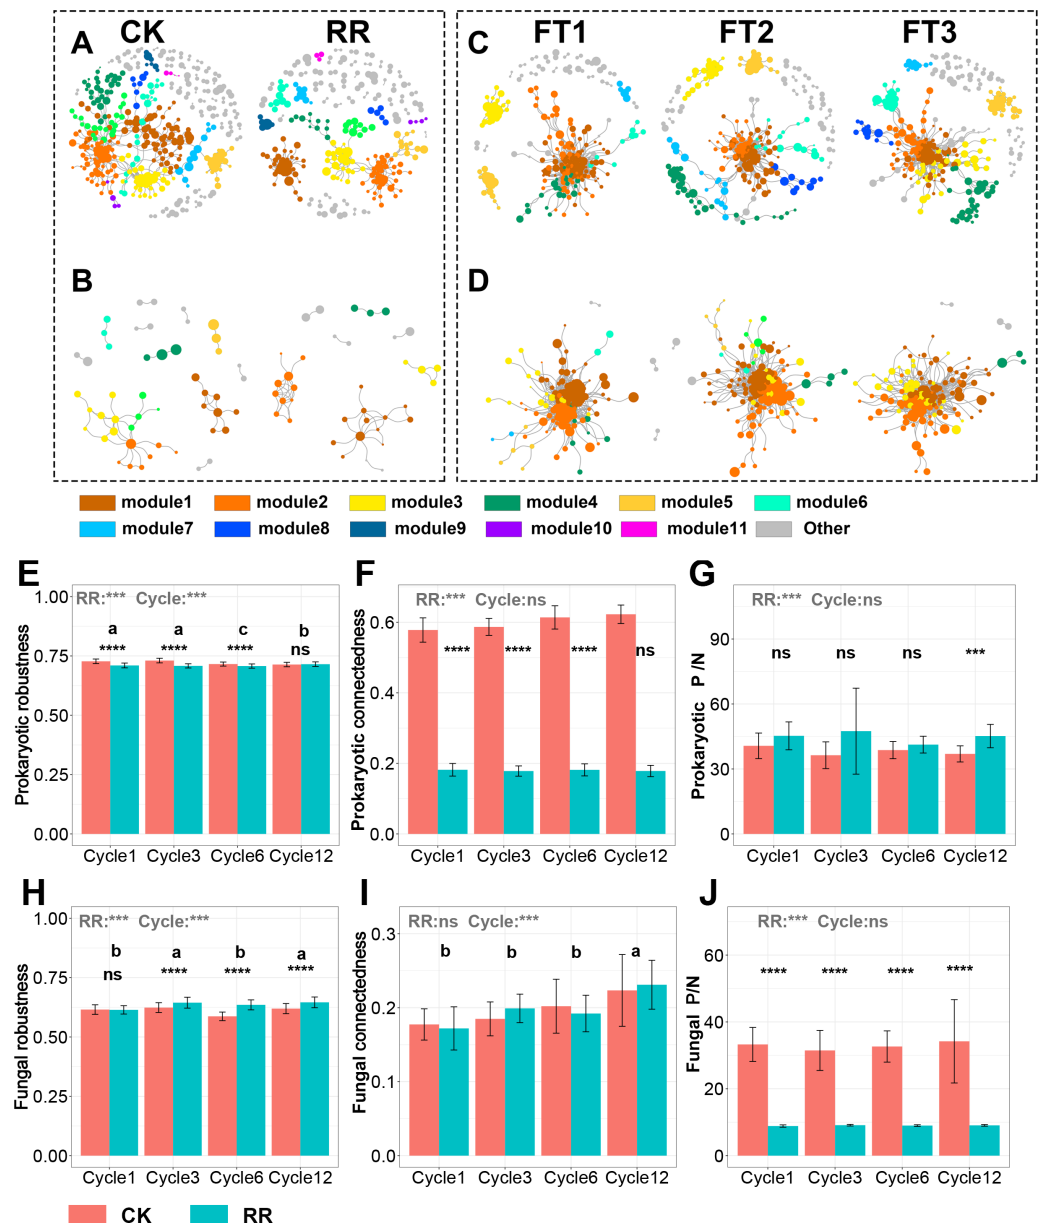 A CK RR
C FT1 FT2 FT3
B
D
module1 module2 module3 module4 module5 module6
module7 module8 module9 module10 module11 Other
E
RR:*** Cycle:***
Prokaryotic robustness
1.00
0.75
0.50
0.25
0.00
a a c b
**** **** **** ns
Cycle1 Cycle3 Cycle6 Cycle12
F
RR:*** Cycle:ns
Prokaryotic connectedness
0.6
0.4
0.2
0.0
**** **** **** ns
Cycle1 Cycle3 Cycle6 Cycle12
G
RR:*** Cycle:ns
Prokaryotic P /N
90
60
30
0
ns ns ns ***
Cycle1 Cycle3 Cycle6 Cycle12
H
RR:*** Cycle:***
Fungal robustness
1.00
0.75
0.50
0.25
0.00
b a b a
ns **** **** ****
Cycle1 Cycle3 Cycle6 Cycle12
I
RR:ns Cycle:***
Fungal connectedness
0.3
0.2
0.1
0.0
b b b a
Cycle1 Cycle3 Cycle6 Cycle12
J
RR:*** Cycle:ns
Fungal P/N
60
40
20
0
**** **** **** ****
Cycle1 Cycle3 Cycle6 Cycle12
CK RR